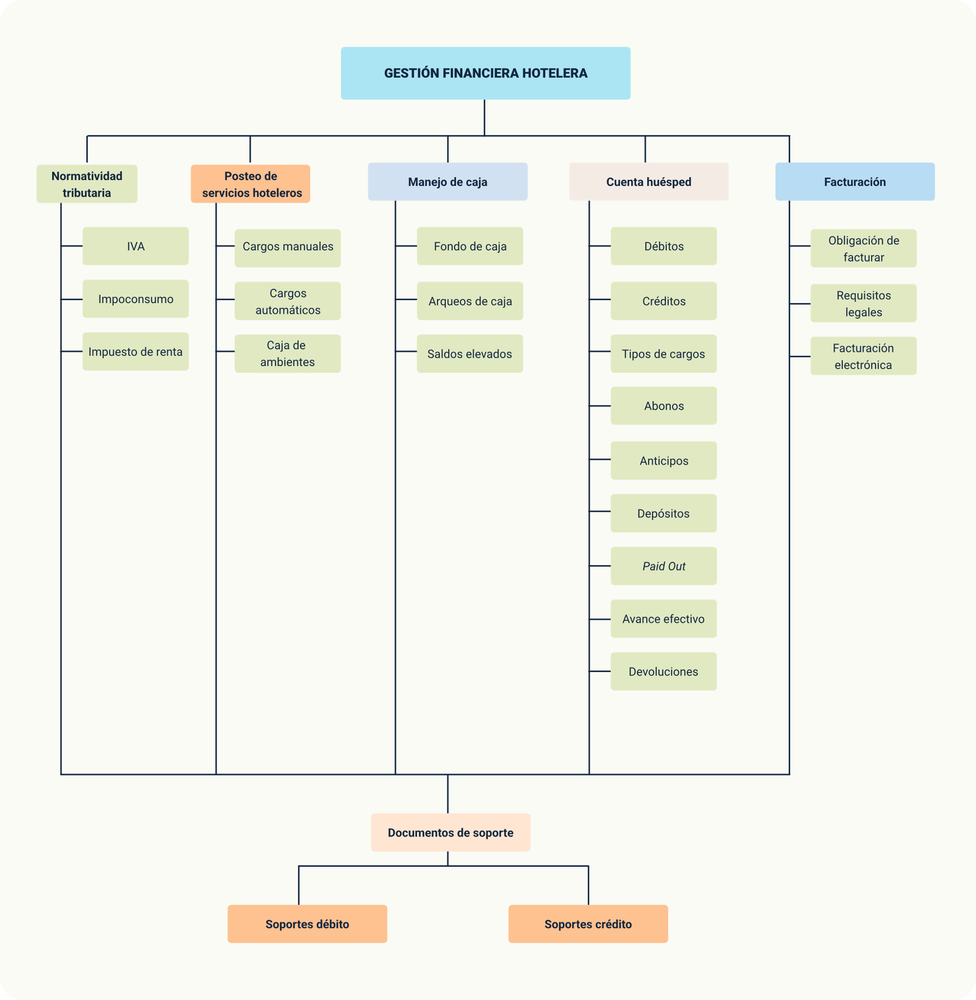 GESTIÓN FINANCIERA HOTELERA
Normatividad
tributaria
IVA
Impoconsumo
Impuesto de renta
Posteo de
servicios hoteleros
Cargos manuales
Cargos
automáticos
Caja de
ambientes
Manejo de caja
Fondo de caja
Arqueos de caja
Saldos elevados
Cuenta huésped
Débitos
Créditos
Tipos de cargos
Abonos
Anticipos
Depósitos
Paid Out
Avance efectivo
Devoluciones
Facturación
Obligación de
facturar
Requisitos
legales
Facturación
electrónica
Documentos de soporte
Soportes débito
Soportes crédito